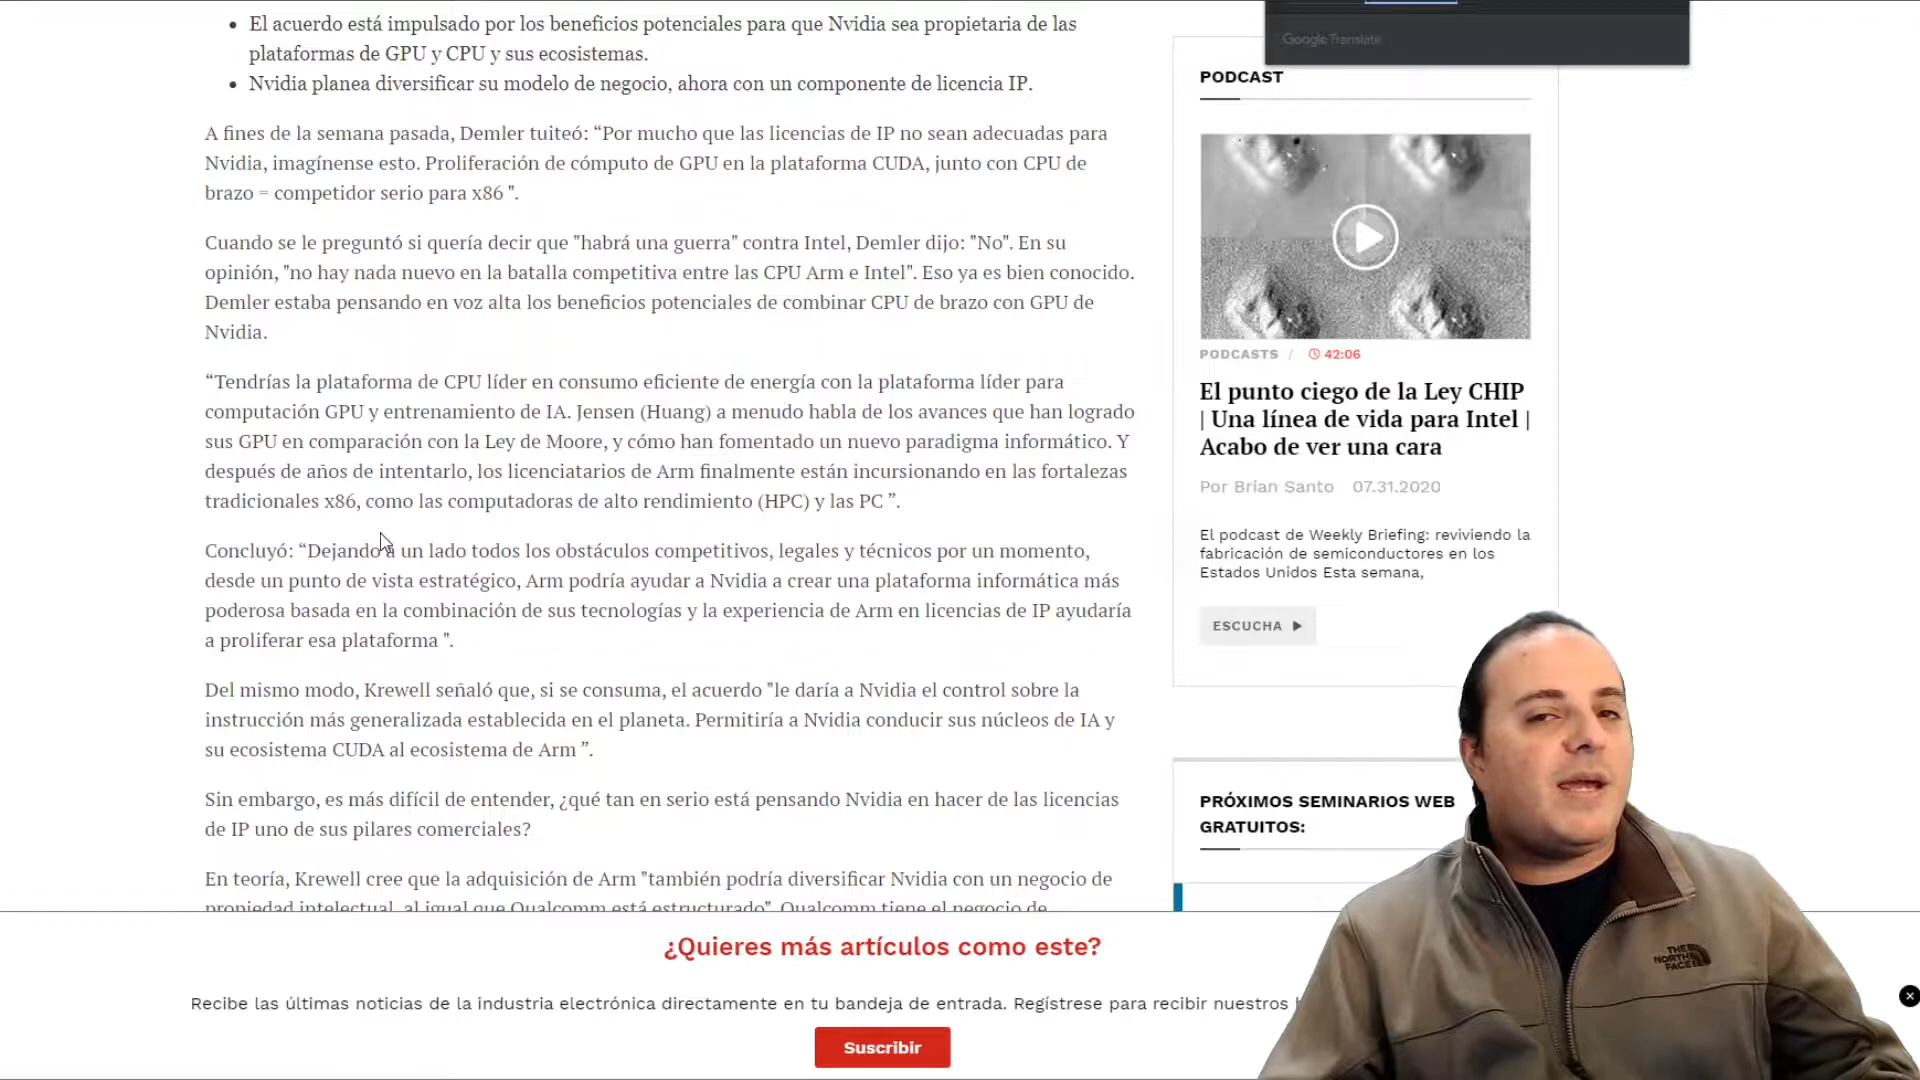 Google Translate
El acuerdo está impulsado por los beneficios potenciales para que Nvidia sea propietaria de las
plataformas de GPU y CPU y sus ecosistemas.
Nvidia planea diversificar su modelo de negocio, ahora con un componente de licencia IP.
A fines de la semana pasada, Demler tuiteó: “Por mucho que las licencias de IP no sean adecuadas para
Nvidia, imagínense esto. Proliferación de cómputo de GPU en la plataforma CUDA, junto con CPU de
brazo = competidor serio para x86 ".
Cuando se le preguntó si quería decir que "habrá una guerra" contra Intel, Demler dijo: "No". En su
opinión, "no hay nada nuevo en la batalla competitiva entre las CPU Arm e Intel". Eso ya es bien conocido.
Demler estaba pensando en voz alta los beneficios potenciales de combinar CPU de brazo con GPU de
Nvidia.
“Tendrías la plataforma de CPU líder en consumo eficiente de energía con la plataforma líder para
computación GPU y entrenamiento de IA. Jensen (Huang) a menudo habla de los avances que han logrado
sus GPU en comparación con la Ley de Moore, y cómo han fomentado un nuevo paradigma informático. Y
después de años de intentarlo, los licenciatarios de Arm finalmente están incursionando en las fortalezas
tradicionales x86, como las computadoras de alto rendimiento (HPC) y las PC ”.
Concluyó: “Dejando a un lado todos los obstáculos competitivos, legales y técnicos por un momento,
desde un punto de vista estratégico, Arm podría ayudar a Nvidia a crear una plataforma informática más
poderosa basada en la combinación de sus tecnologías y la experiencia de Arm en licencias de IP ayudaría
a proliferar esa plataforma ".
Del mismo modo, Krewell señaló que, si se consuma, el acuerdo "le daría a Nvidia el control sobre la
instrucción más generalizada establecida en el planeta. Permitiría a Nvidia conducir sus núcleos de IA y
su ecosistema CUDA al ecosistema de Arm ”.
Sin embargo, es más difícil de entender, ¿qué tan en serio está pensando Nvidia en hacer de las licencias
de IP uno de sus pilares comerciales?
En teoría, Krewell cree que la adquisición de Arm "también podría diversificar Nvidia con un negocio de
propiedad intelectual, al igual que Qualcomm está estructurado". Qualcomm tiene el negocio de
PODCAST
PODCASTS / 42:06
El punto ciego de la Ley CHIP
| Una línea de vida para Intel |
Acabo de ver una cara
Por Brian Santo 07.31.2020
El podcast de Weekly Briefing: reviviendo la
fabricación de semiconductores en los
Estados Unidos Esta semana,
ESCUCHA
PRÓXIMOS SEMINARIOS WEB
GRATUITOS:
¿Quieres más artículos como este?
Recibe las últimas noticias de la industria electrónica directamente en tu bandeja de entrada. Regístrese para recibir nuestros
Suscribir
THE
NORTH
FACE